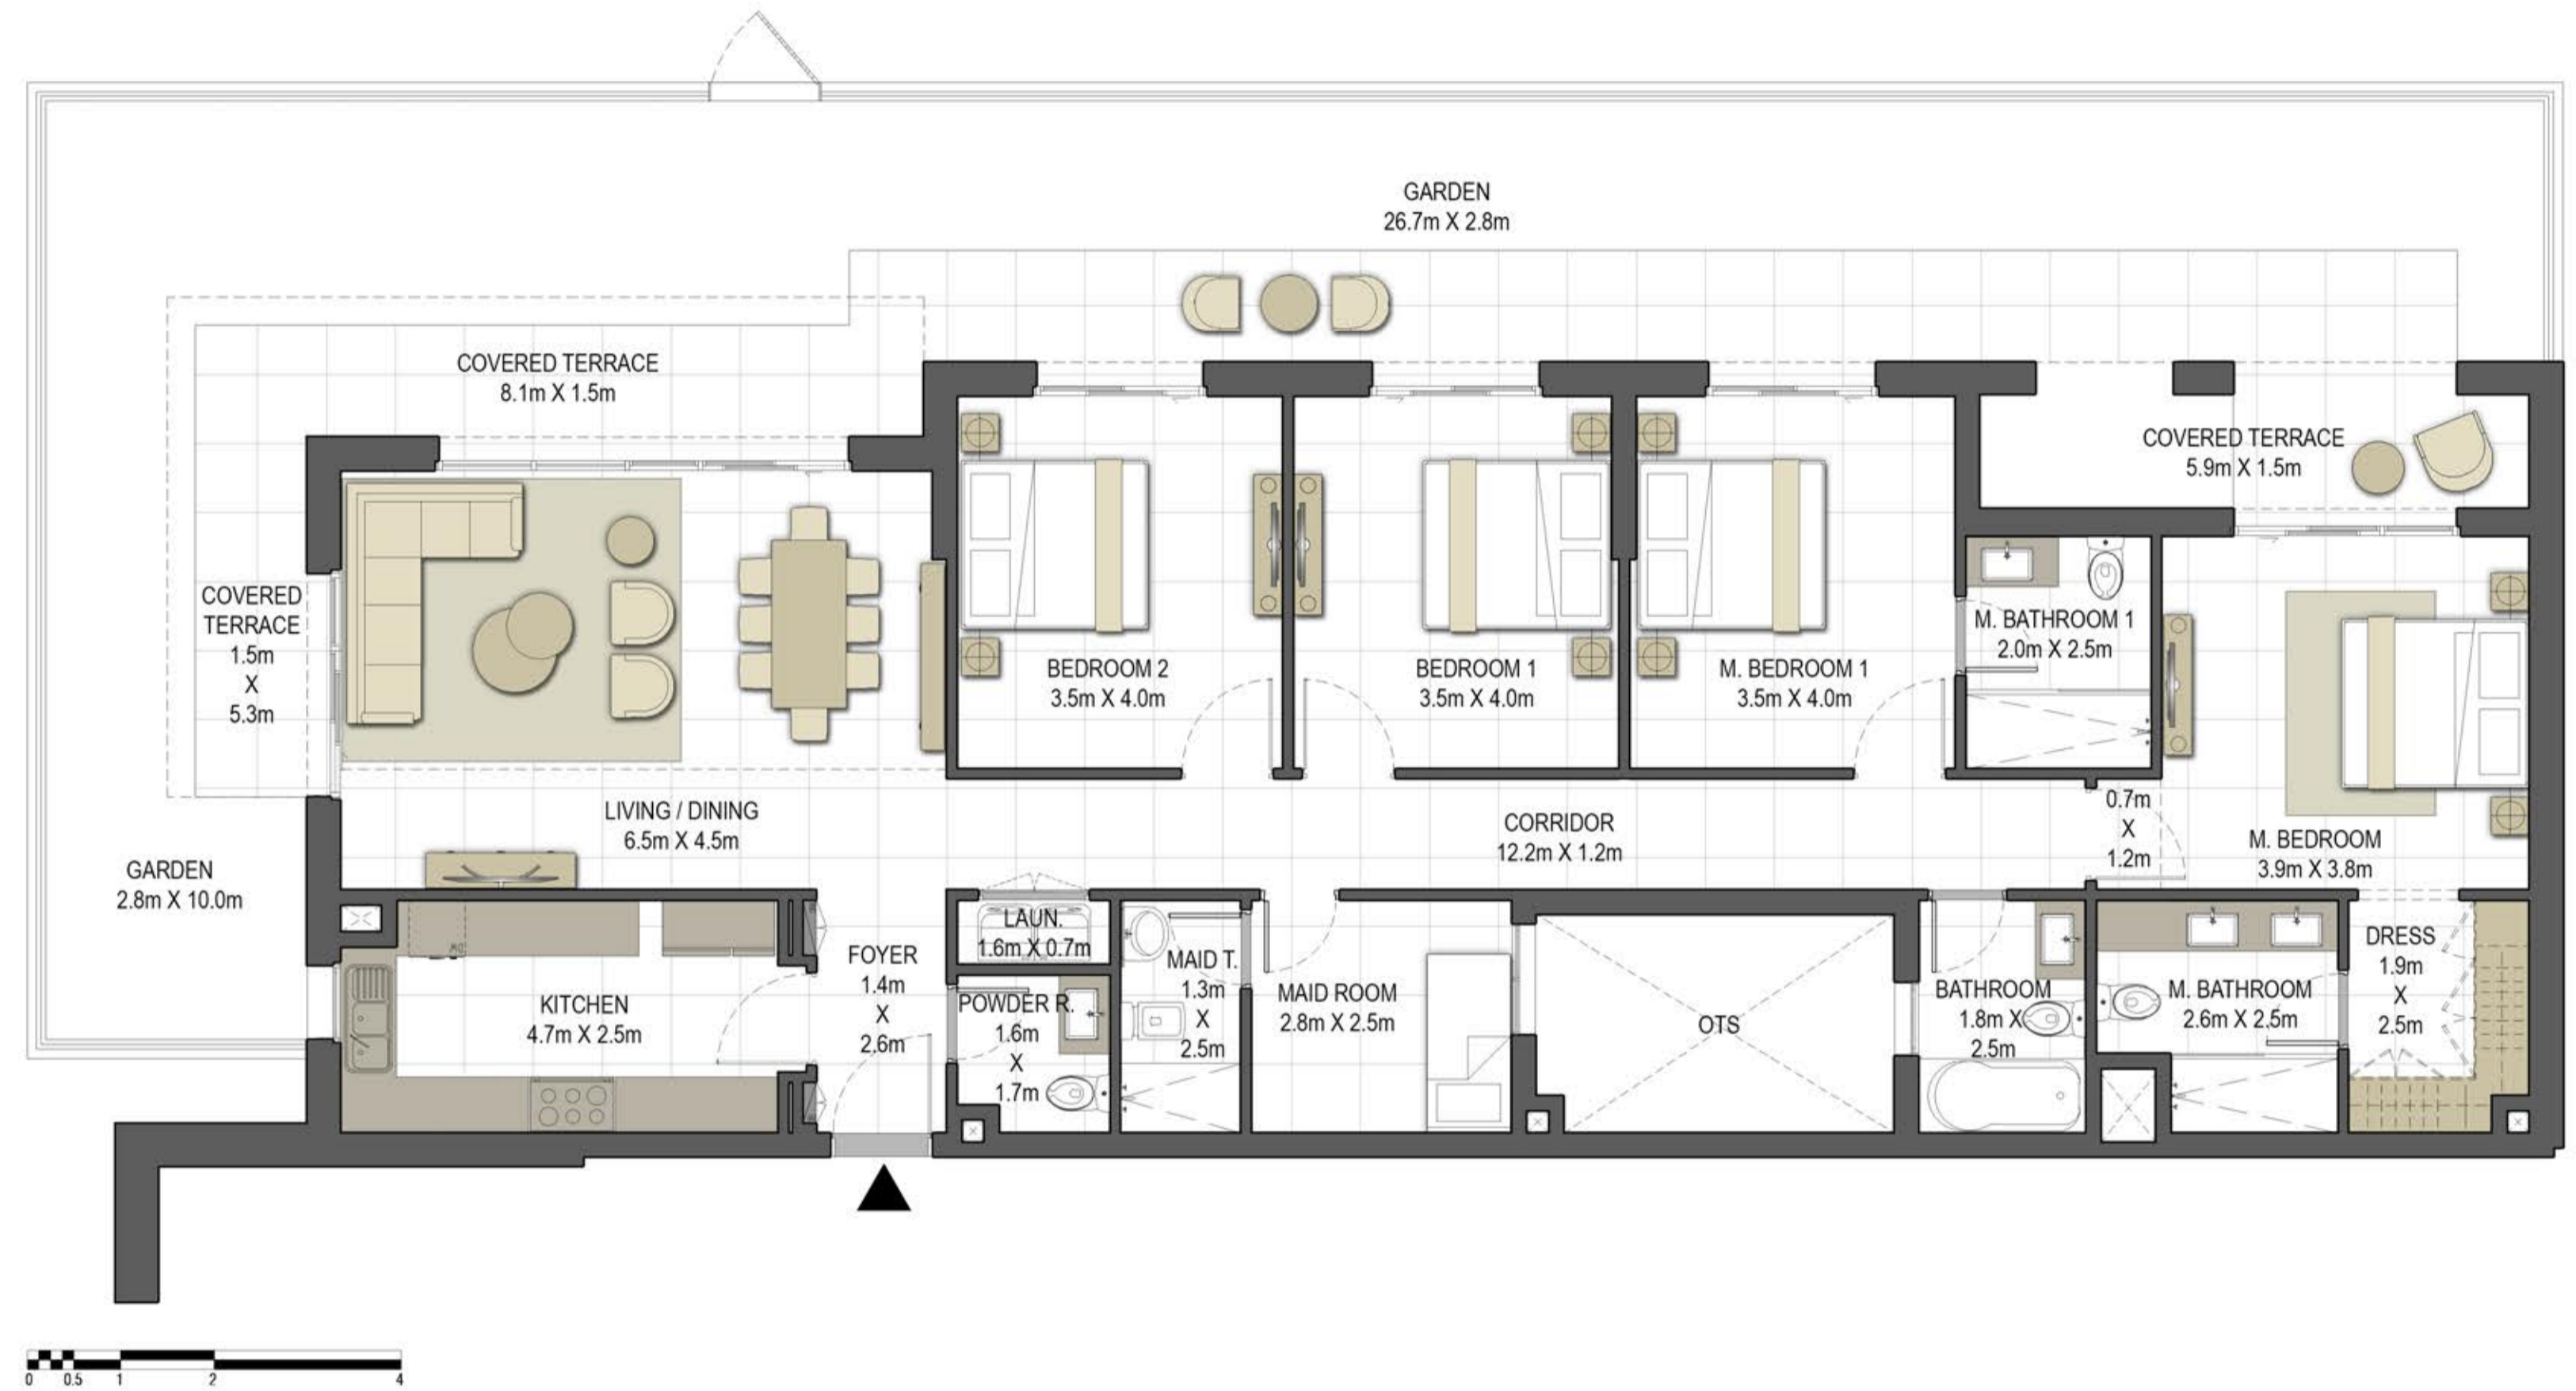 GARDEN
26.7m X 2.8m
COVERED TERRACE
8.1m X 1.5m
COVERED TERRACE
5.9m X 1.5m
COVERED
TERRACE
1.5m
X
5.3m
BEDROOM 2
3.5m X 4.0m
BEDROOM 1
3.5m X 4.0m
M. BEDROOM 1
3.5m X 4.0m
M. BATHROOM 1
2.0m X 2.5m
LIVING / DINING
6.5m X 4.5m
CORRIDOR
12.2m X 1.2m
0.7m
X
1.2m
M. BEDROOM
3.9m X 3.8m
GARDEN
2.8m X 10.0m
KITCHEN
4.7m X 2.5m
FOYER
1.4m
X
2.6m
LAUN.
1.6m X 0.7m
POWDER R.
1.6m
X
1.7m
MAID T.
1.3m
X
2.5m
MAID ROOM
2.8m X 2.5m
OTS
BATHROOM
1.8m X
2.5m
M. BATHROOM
2.6m X 2.5m
DRESS
1.9m
X
2.5m
0 0.5 1 2 4